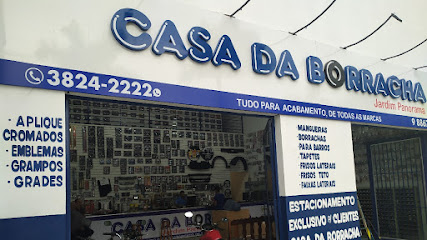 CASA DA BORRACHA
Jardim Panorama
3824-2222
TUDO PARA ACABAMENTO, DE TODAS AS MARCAS
· APLIQUE
CROMADOS
· EMBLEMAS
· GRAMPOS
· GRADES
· MANGUEIRAS
· BORRACHAS
· PARA BARROS
· TAPETES
· FRISOS LATERAIS
· FRISOS TETO
· FAIXAS LATERAIS
CASA DA BOR
ESTACIONAMENTO
EXCLUSIVO P/ CLIENTES
CASA DA BORRACHA